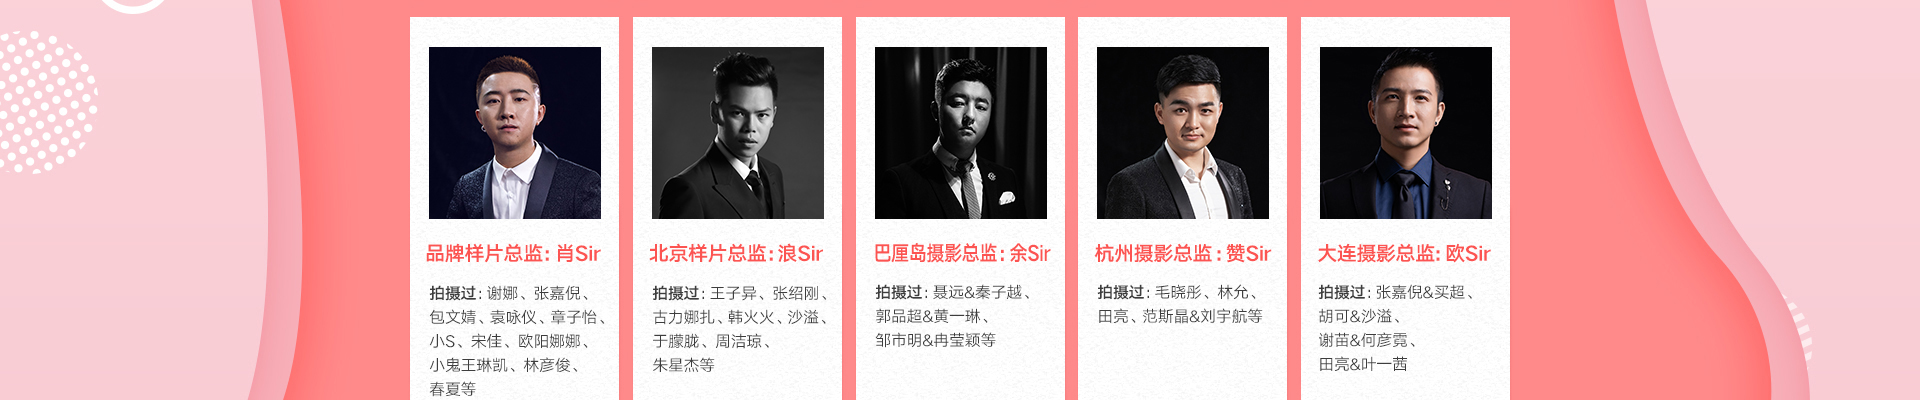 品牌样片总监: 肖Sir
拍摄过: 谢娜、张嘉倪、
包文婧、袁咏仪、章子怡、
小S、宋佳、欧阳娜娜、
小鬼王琳凯、林彦俊、
春夏等
北京样片总监: 浪Sir
拍摄过: 王子异、张绍刚、
古力娜扎、韩火火、沙溢、
于朦胧、周洁琼、
朱星杰等
巴厘岛摄影总监: 余Sir
拍摄过: 聂远&秦子越、
郭品超&黄一琳、
邹市明&冉莹颖等
杭州摄影总监: 赞Sir
拍摄过: 毛晓彤、林允、
田亮、范斯晶&刘宇航等
大连摄影总监: 欧Sir
拍摄过: 张嘉倪&买超、
胡可&沙溢、
谢苗&何彦霓、
田亮&叶一茜